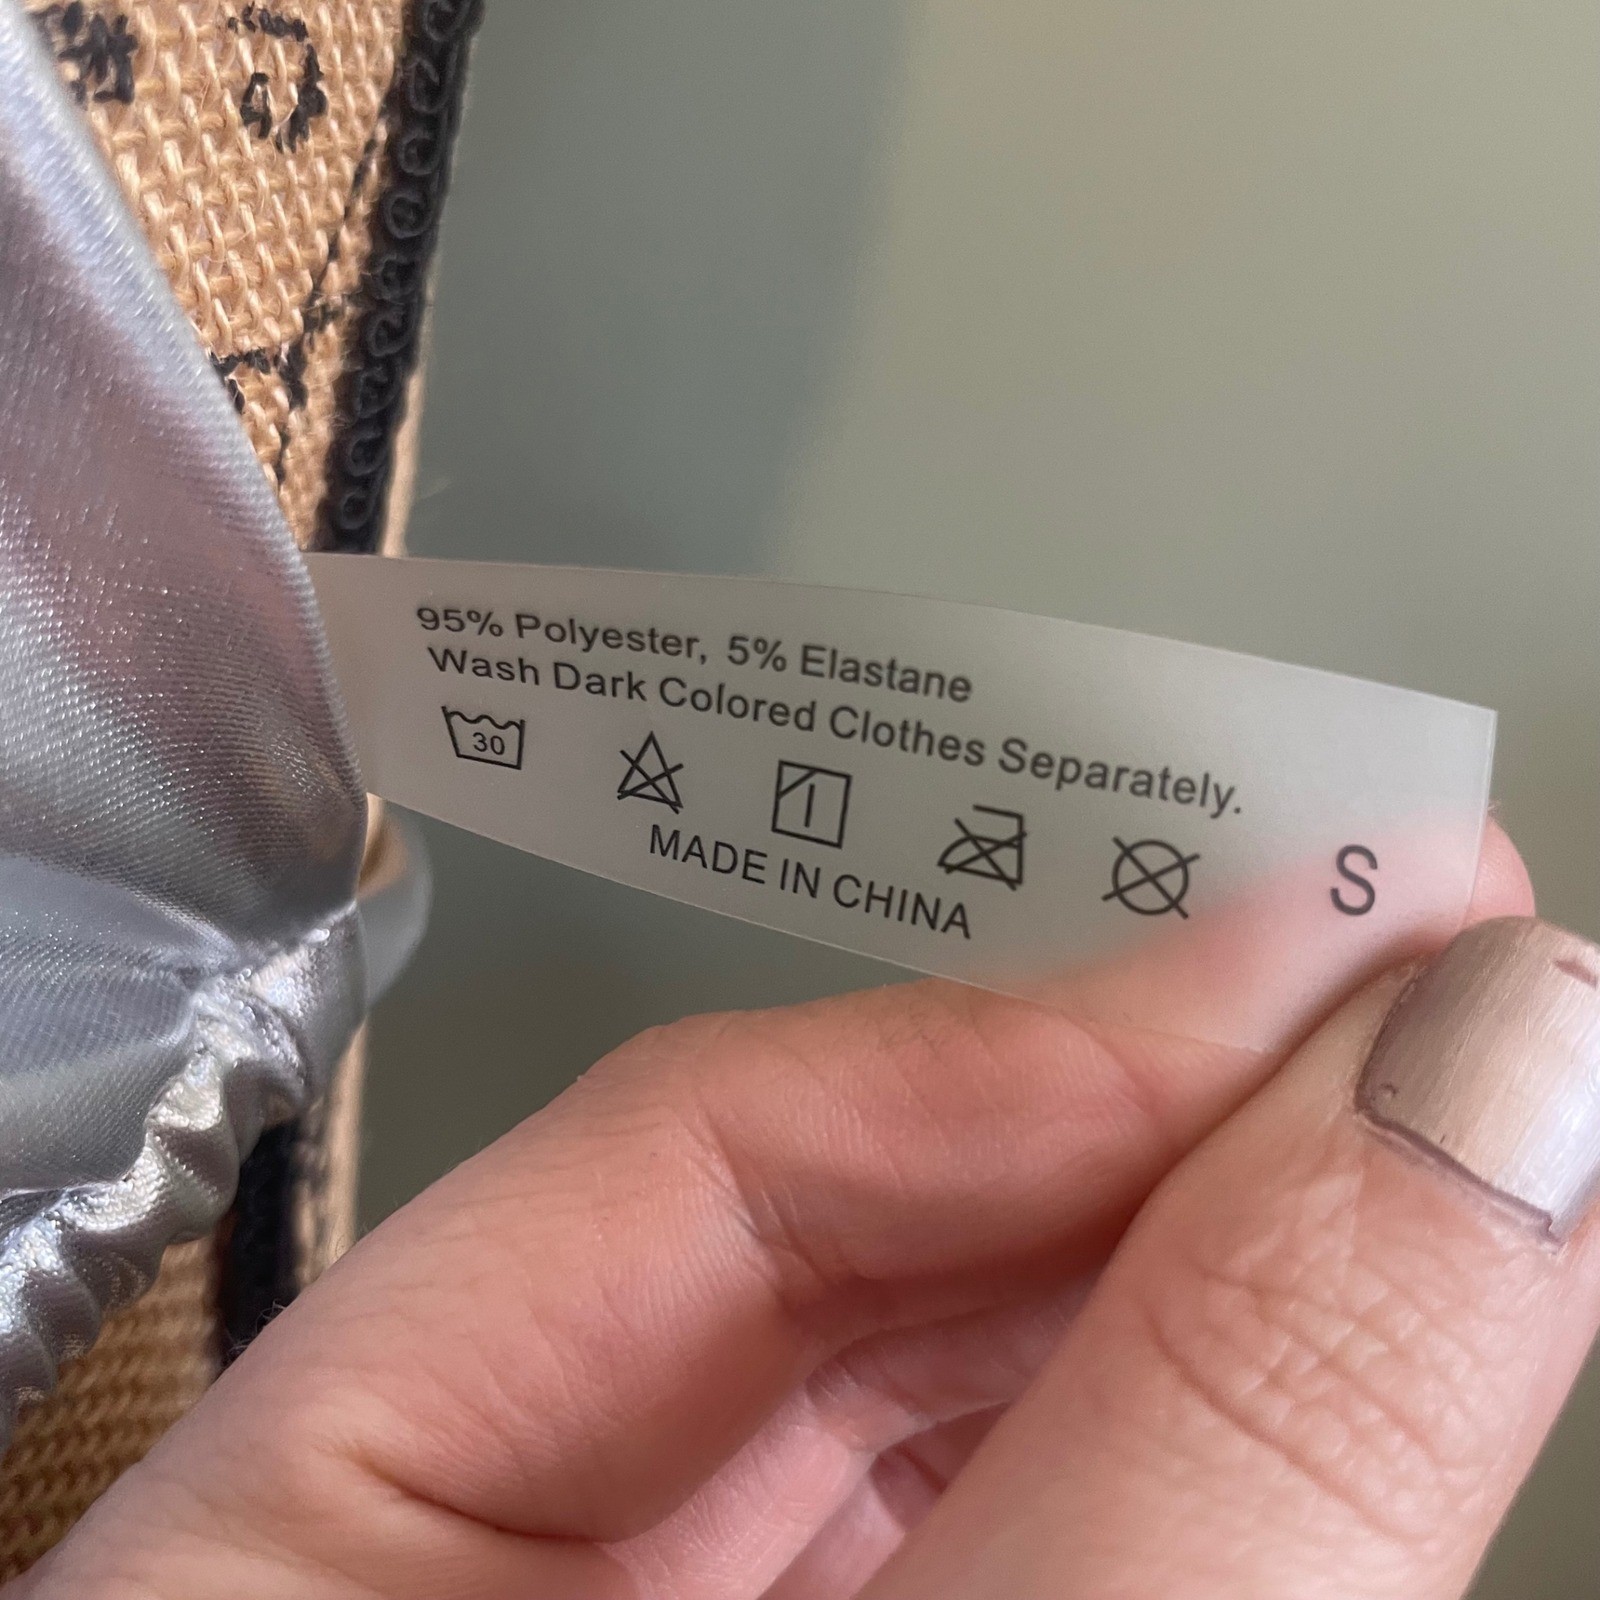 95% Polyester, 5% Elastane
Wash Dark Colored Clothes Separately.
30
MADE IN CHINA
S